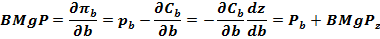 BMgP = ∂π_b/∂b = p_b − ∂C_b/∂b = − ∂C_b/∂b dz/db = P_b + BMgP_z